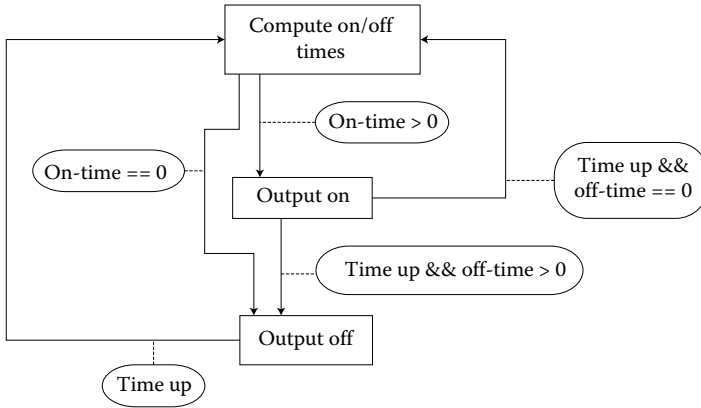 Compute on/off
times
On-time > 0
On-time == 0
Time up &&
off-time == 0
Output on
Time up && off-time > 0
Output off
Time up